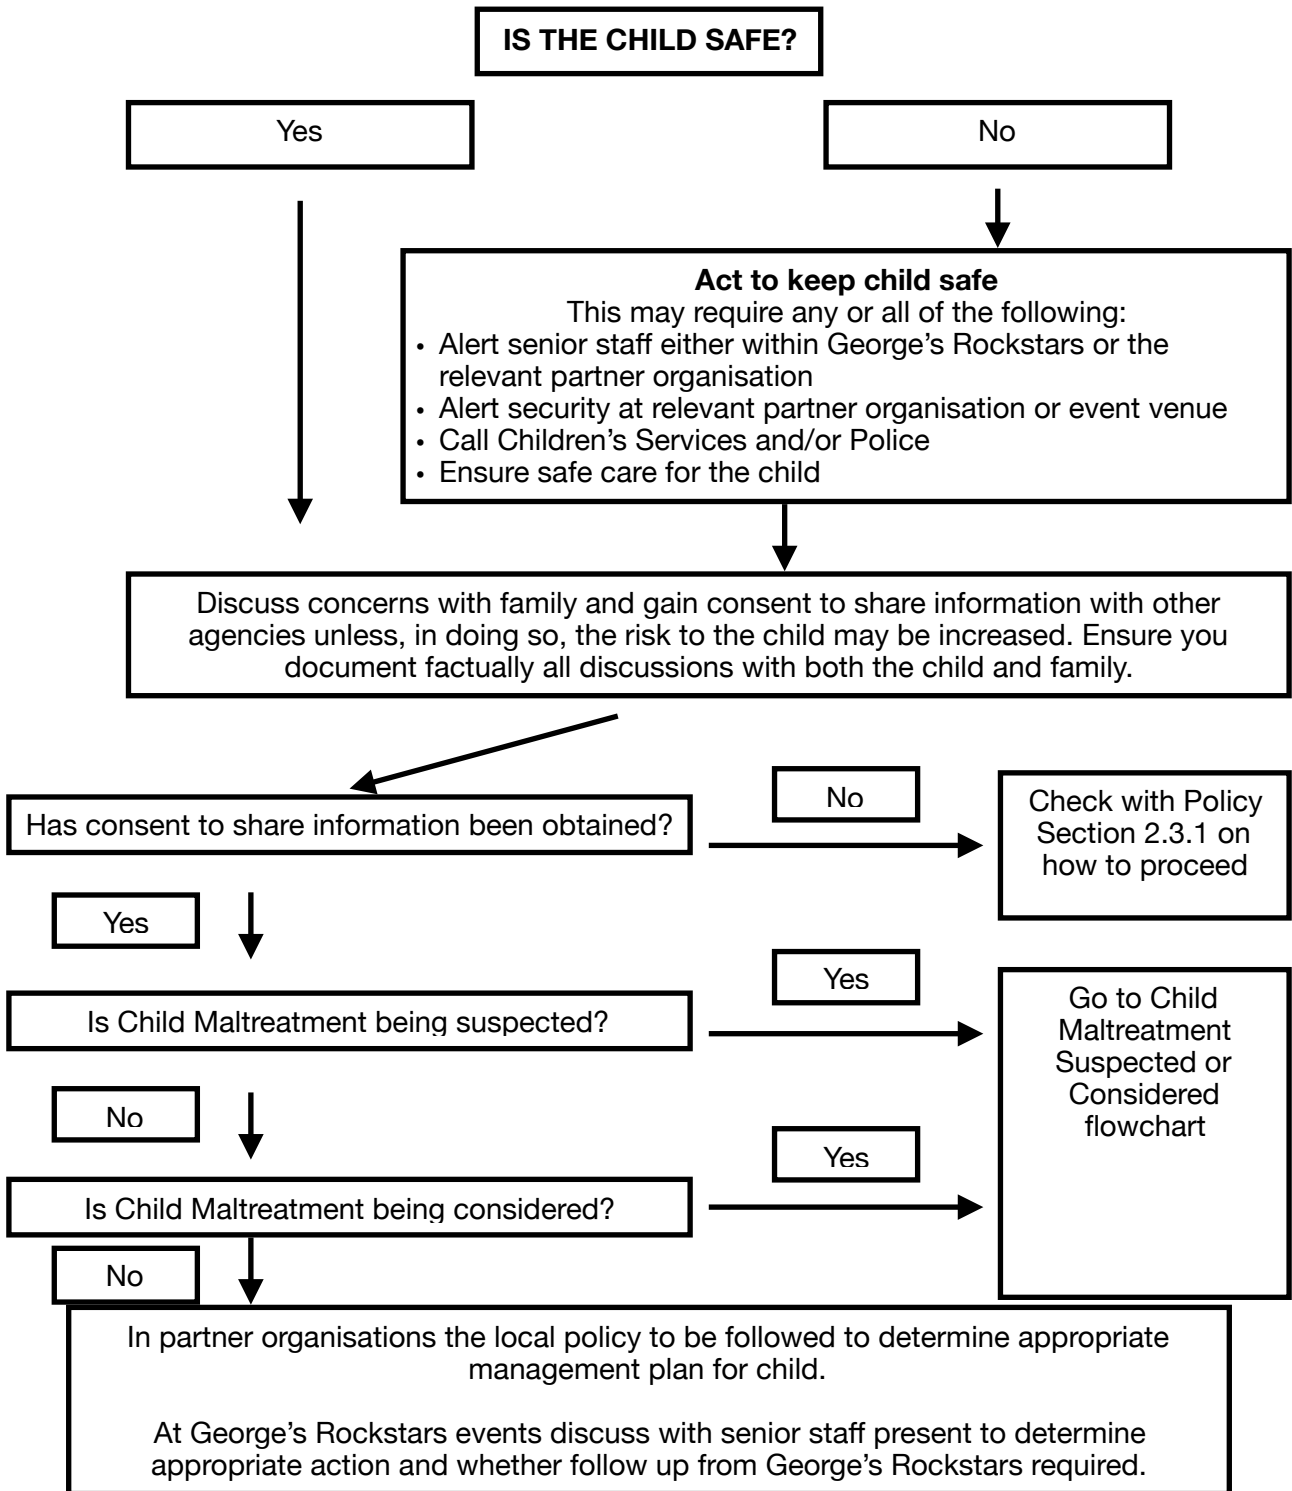 IS THE CHILD SAFE?
Yes
No
Act to keep child safe
This may require any or all of the following:
• Alert senior staff either within George’s Rockstars or the
relevant partner organisation
• Alert security at relevant partner organisation or event venue
• Call Children’s Services and/or Police
• Ensure safe care for the child
Discuss concerns with family and gain consent to share information with other
agencies unless, in doing so, the risk to the child may be increased. Ensure you
document factually all discussions with both the child and family.
Has consent to share information been obtained?
No
Check with Policy
Section 2.3.1 on
how to proceed
Yes
Is Child Maltreatment being suspected?
Yes
Go to Child
Maltreatment
Suspected or
Considered
flowchart
No
Is Child Maltreatment being considered?
Yes
No
In partner organisations the local policy to be followed to determine appropriate
management plan for child.
At George’s Rockstars events discuss with senior staff present to determine
appropriate action and whether follow up from George’s Rockstars required.